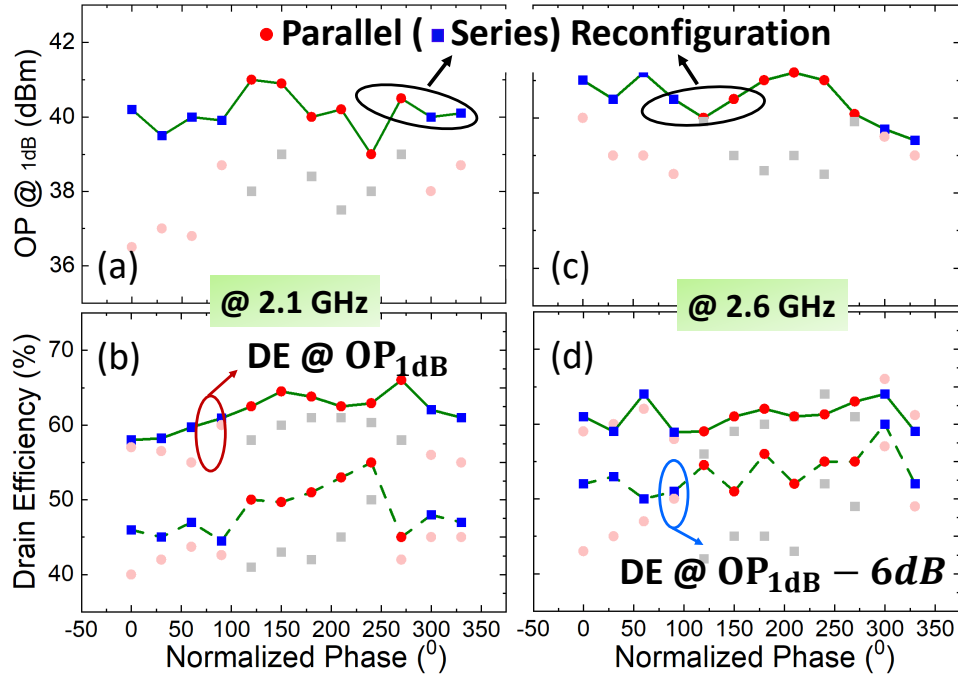 ● Parallel ( ■ Series) Reconfiguration
OP @ 1dB (dBm)
42
40
38
36
(a)
(c)
@ 2.1 GHz
@ 2.6 GHz
Drain Efficiency (%)
70
60
50
40
(b)
DE @ OP1dB
(d)
DE @ OP1dB − 6dB
-50 0 50 100 150 200 250 300 350
-50 0 50 100 150 200 250 300 350
Normalized Phase (⁰)
Normalized Phase (⁰)